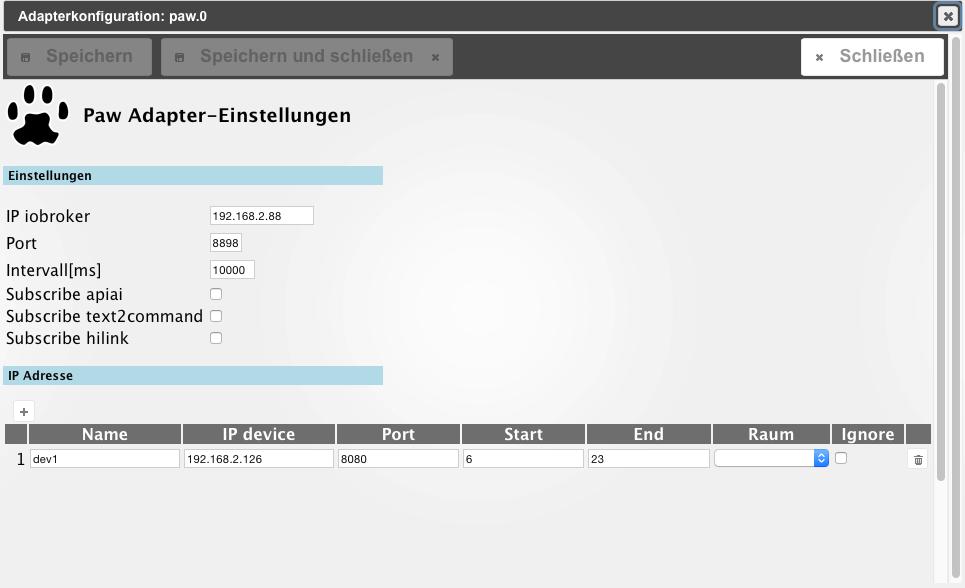 Adapterkonfiguration: paw.0
Speichern Speichern und schließen Schließen
Paw Adapter-Einstellungen
Einstellungen
IP iobroker 192.168.2.88
Port 8898
Intervall[ms] 10000
Subscribe apiai
Subscribe text2command
Subscribe hilink
IP Adresse
+
Name IP device Port Start End Raum Ignore
1 dev1 192.168.2.126 8080 6 23